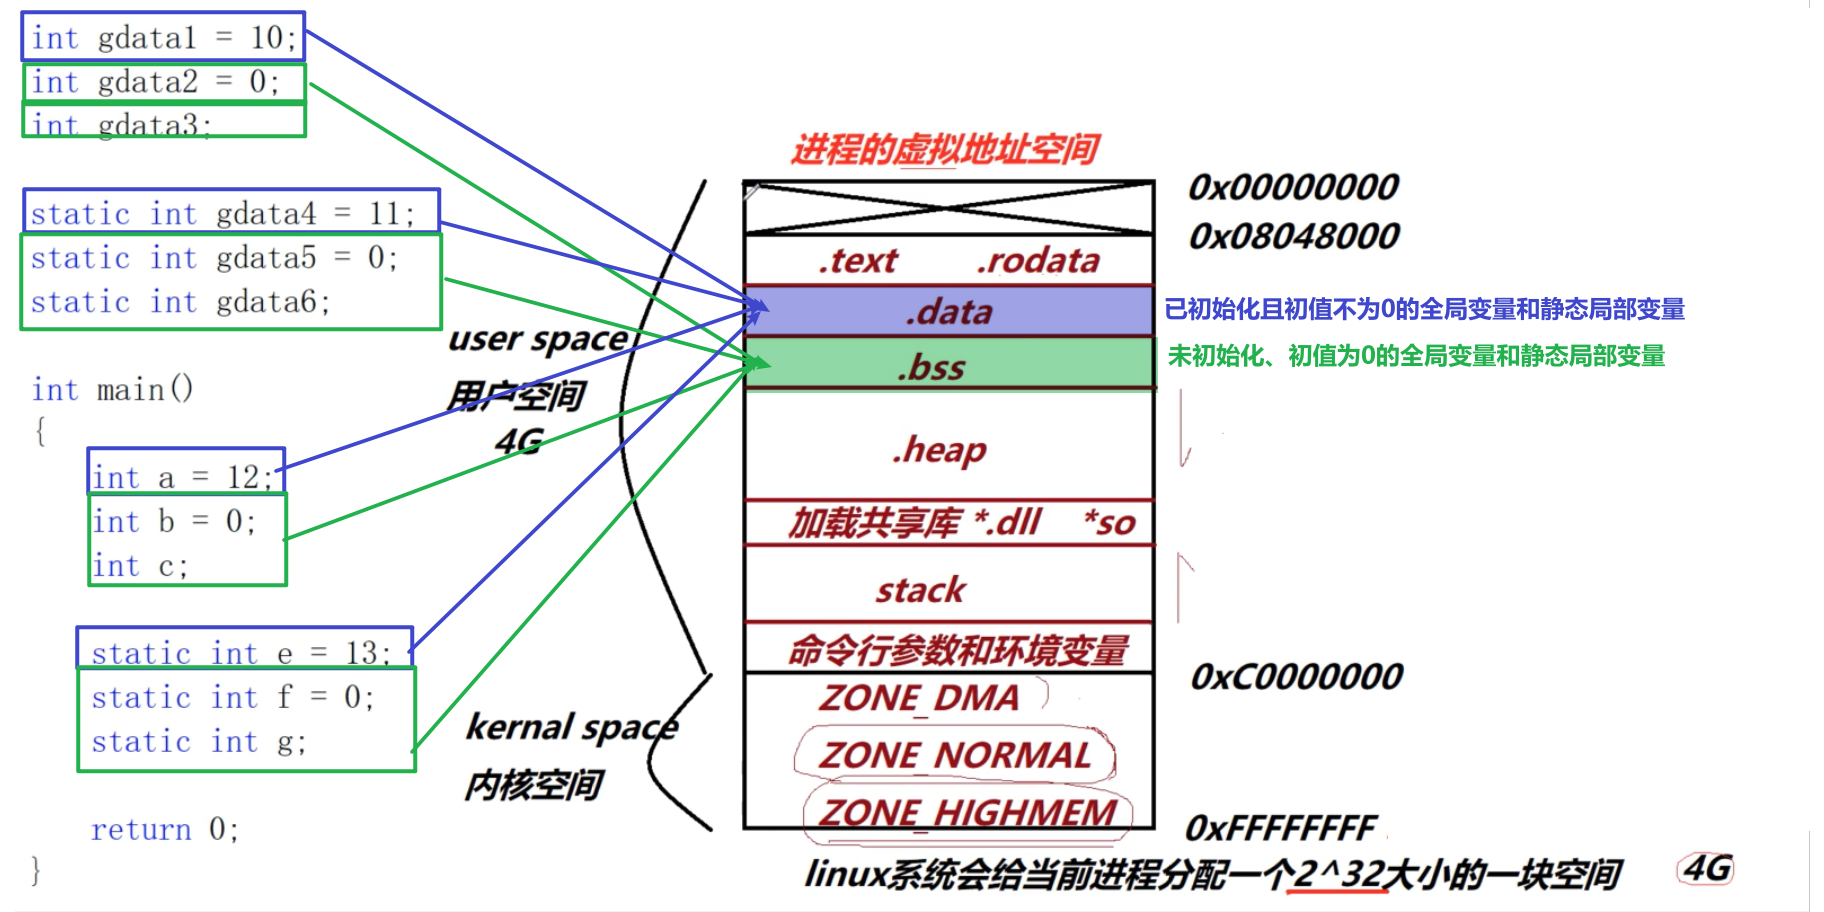 int gdata1 = 10;
int gdata2 = 0;
int gdata3;
static int gdata4 = 11;
static int gdata5 = 0;
static int gdata6;
int main()
{
int a = 12;
int b = 0;
int c;
static int e = 13;
static int f = 0;
static int g;
return 0;
}
user space
用户空间
4G
kernal space
内核空间
进程的虚拟地址空间
0x00000000
0x08048000
.text .rodata
.data
已初始化且初值不为0的全局变量和静态局部变量
.bss
未初始化、初值为0的全局变量和静态局部变量
.heap
加载共享库 *.dll *so
stack
命令行参数和环境变量
0xC0000000
ZONE_DMA
ZONE_NORMAL
ZONE_HIGHMEM
0xFFFFFFFF
linux系统会给当前进程分配一个2^32大小的一块空间 4G